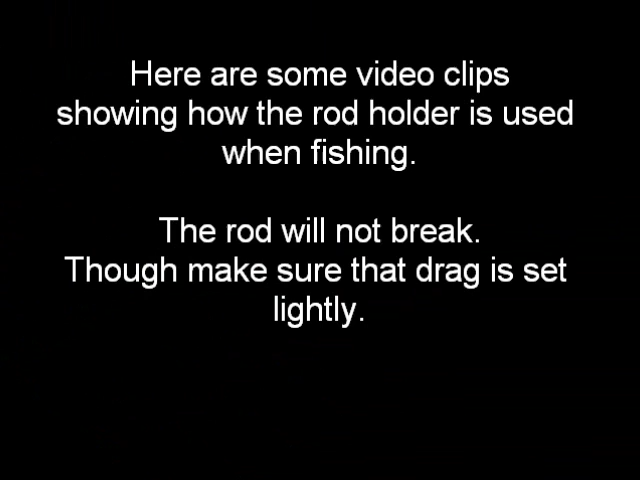 Here are some video clips
showing how the rod holder is used
when fishing.
The rod will not break.
Though make sure that drag is set
lightly.